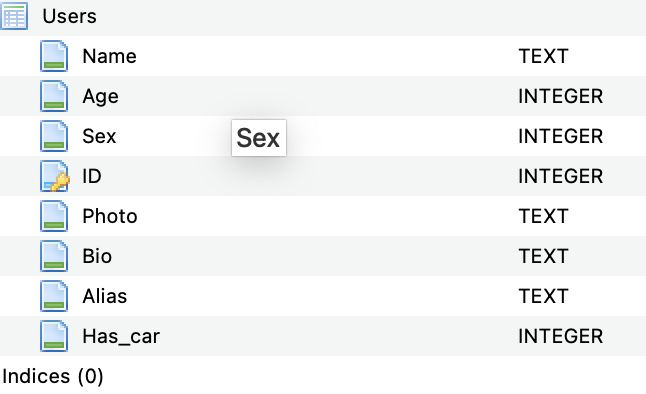 Users
Name TEXT
Age INTEGER
Sex Sex INTEGER
ID INTEGER
Photo TEXT
Bio TEXT
Alias TEXT
Has_car INTEGER
Indices (0)